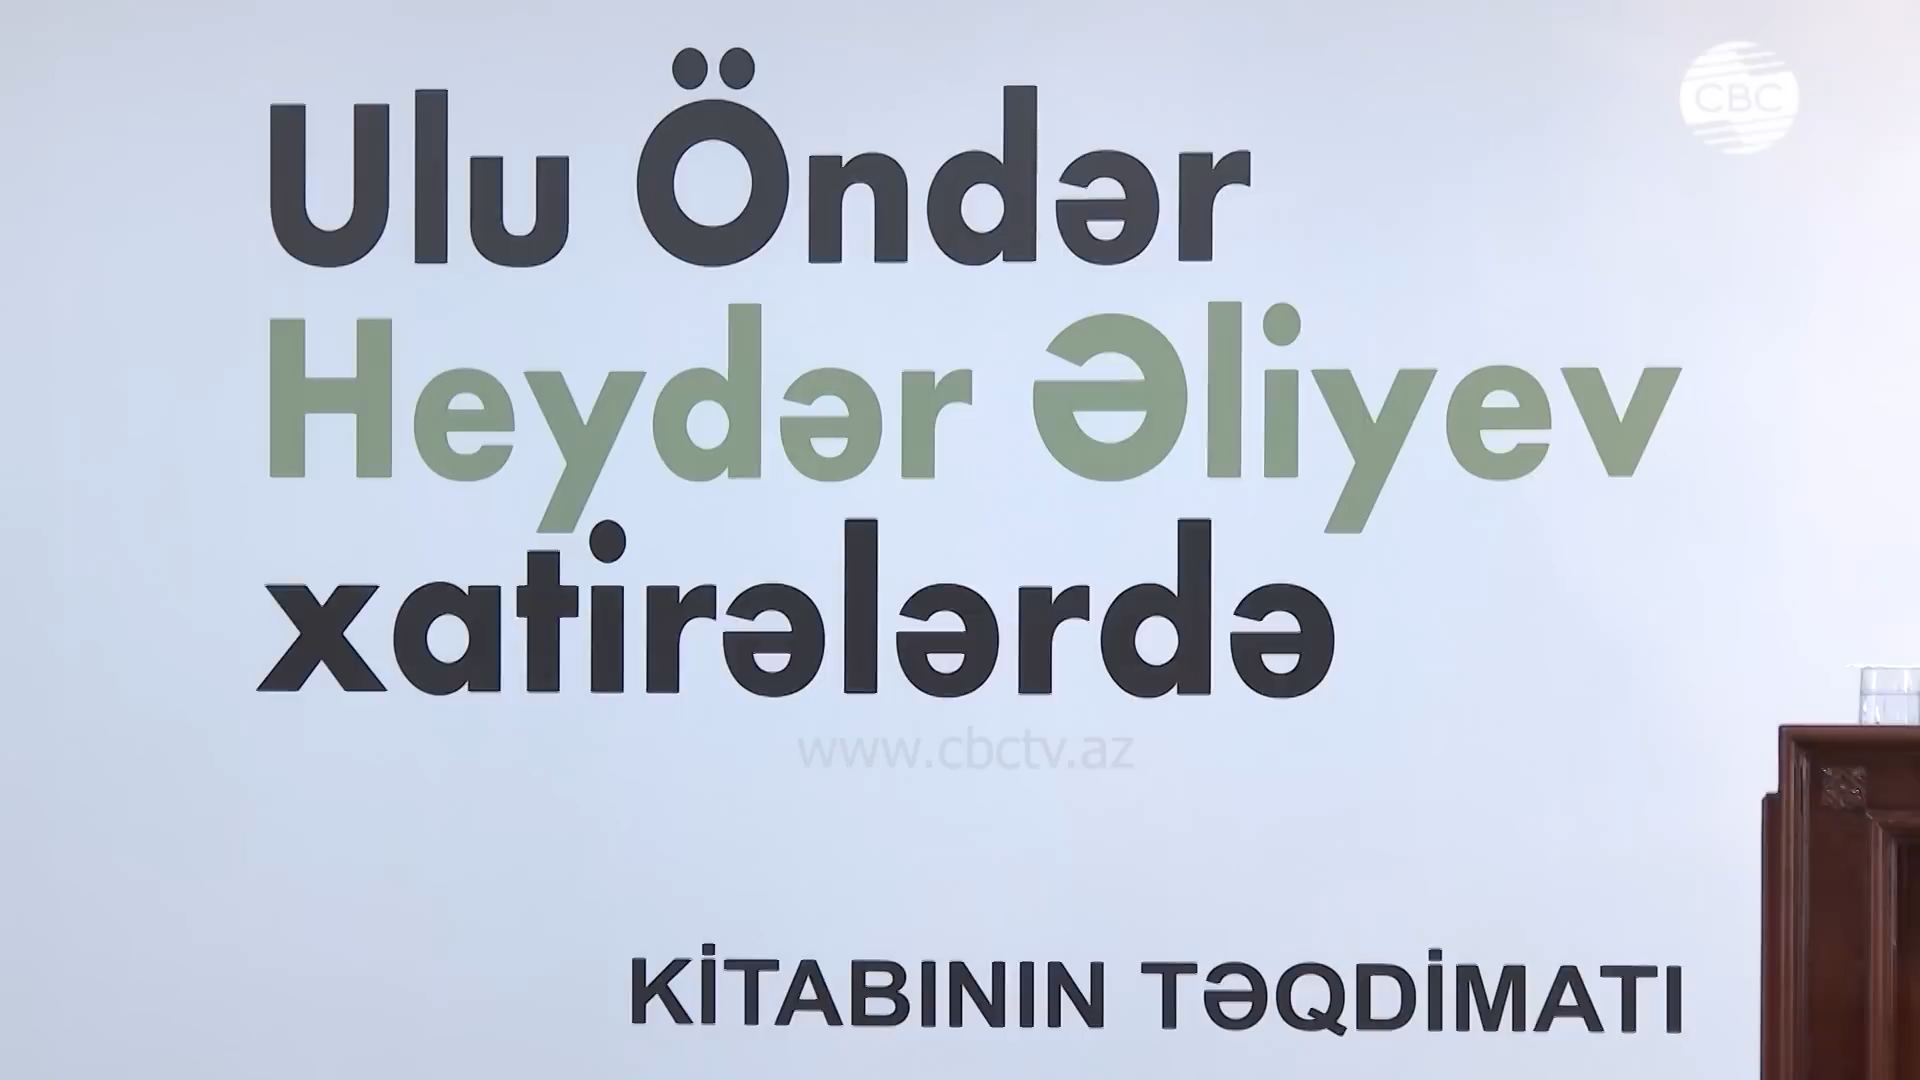 CBC
Ulu Öndər
Heydər Əliyev
xatirələrdə
www.cbctv.az
KİTABININ TƏQDİMATI